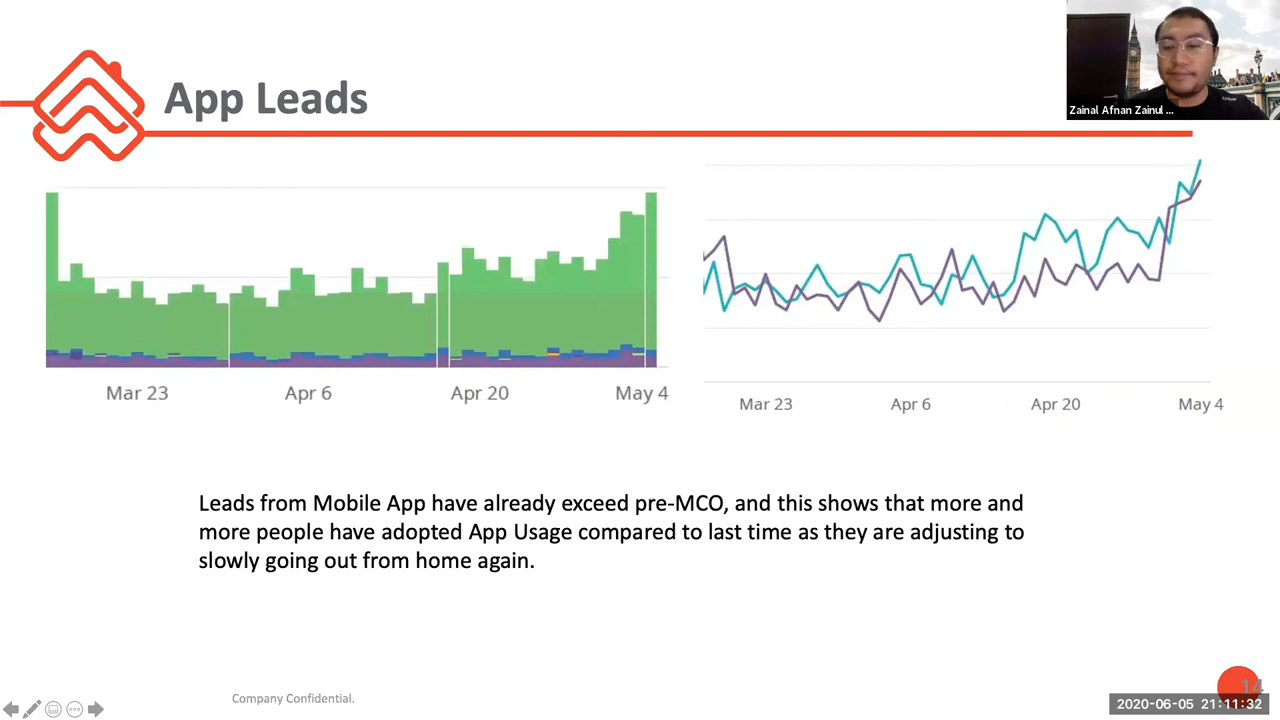 App Leads
Zainal Afnan Zainul ...
Mar 23
Apr 6
Apr 20
May 4
Mar 23
Apr 6
Apr 20
May 4
Leads from Mobile App have already exceed pre-MCO, and this shows that more and
more people have adopted App Usage compared to last time as they are adjusting to
slowly going out from home again.
Company Confidential.
14
2020-06-05 21:11:32